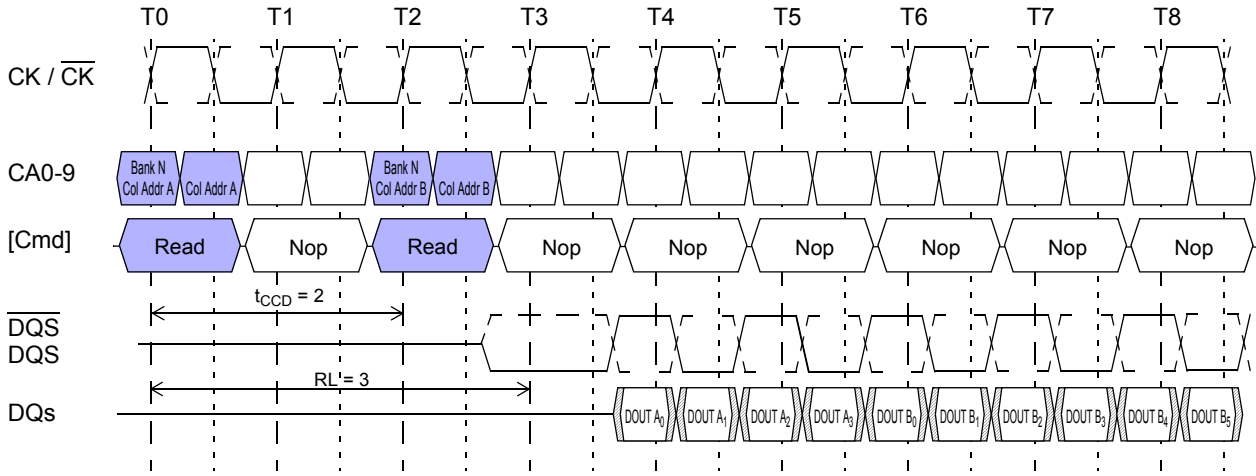 T0 T1 T2 T3 T4 T5 T6 T7 T8
CK / CK
CA0-9
Bank N
Col Addr A
Col Addr A
Bank N
Col Addr B
Col Addr B
[Cmd]
Read Nop Read Nop Nop Nop Nop Nop Nop
tCCD = 2
DQS
DQS
RL = 3
DQs
DOUT A0 DOUT A1 DOUT A2 DOUT A3 DOUT B0 DOUT B1 DOUT B2 DOUT B3 DOUT B4 DOUT B5